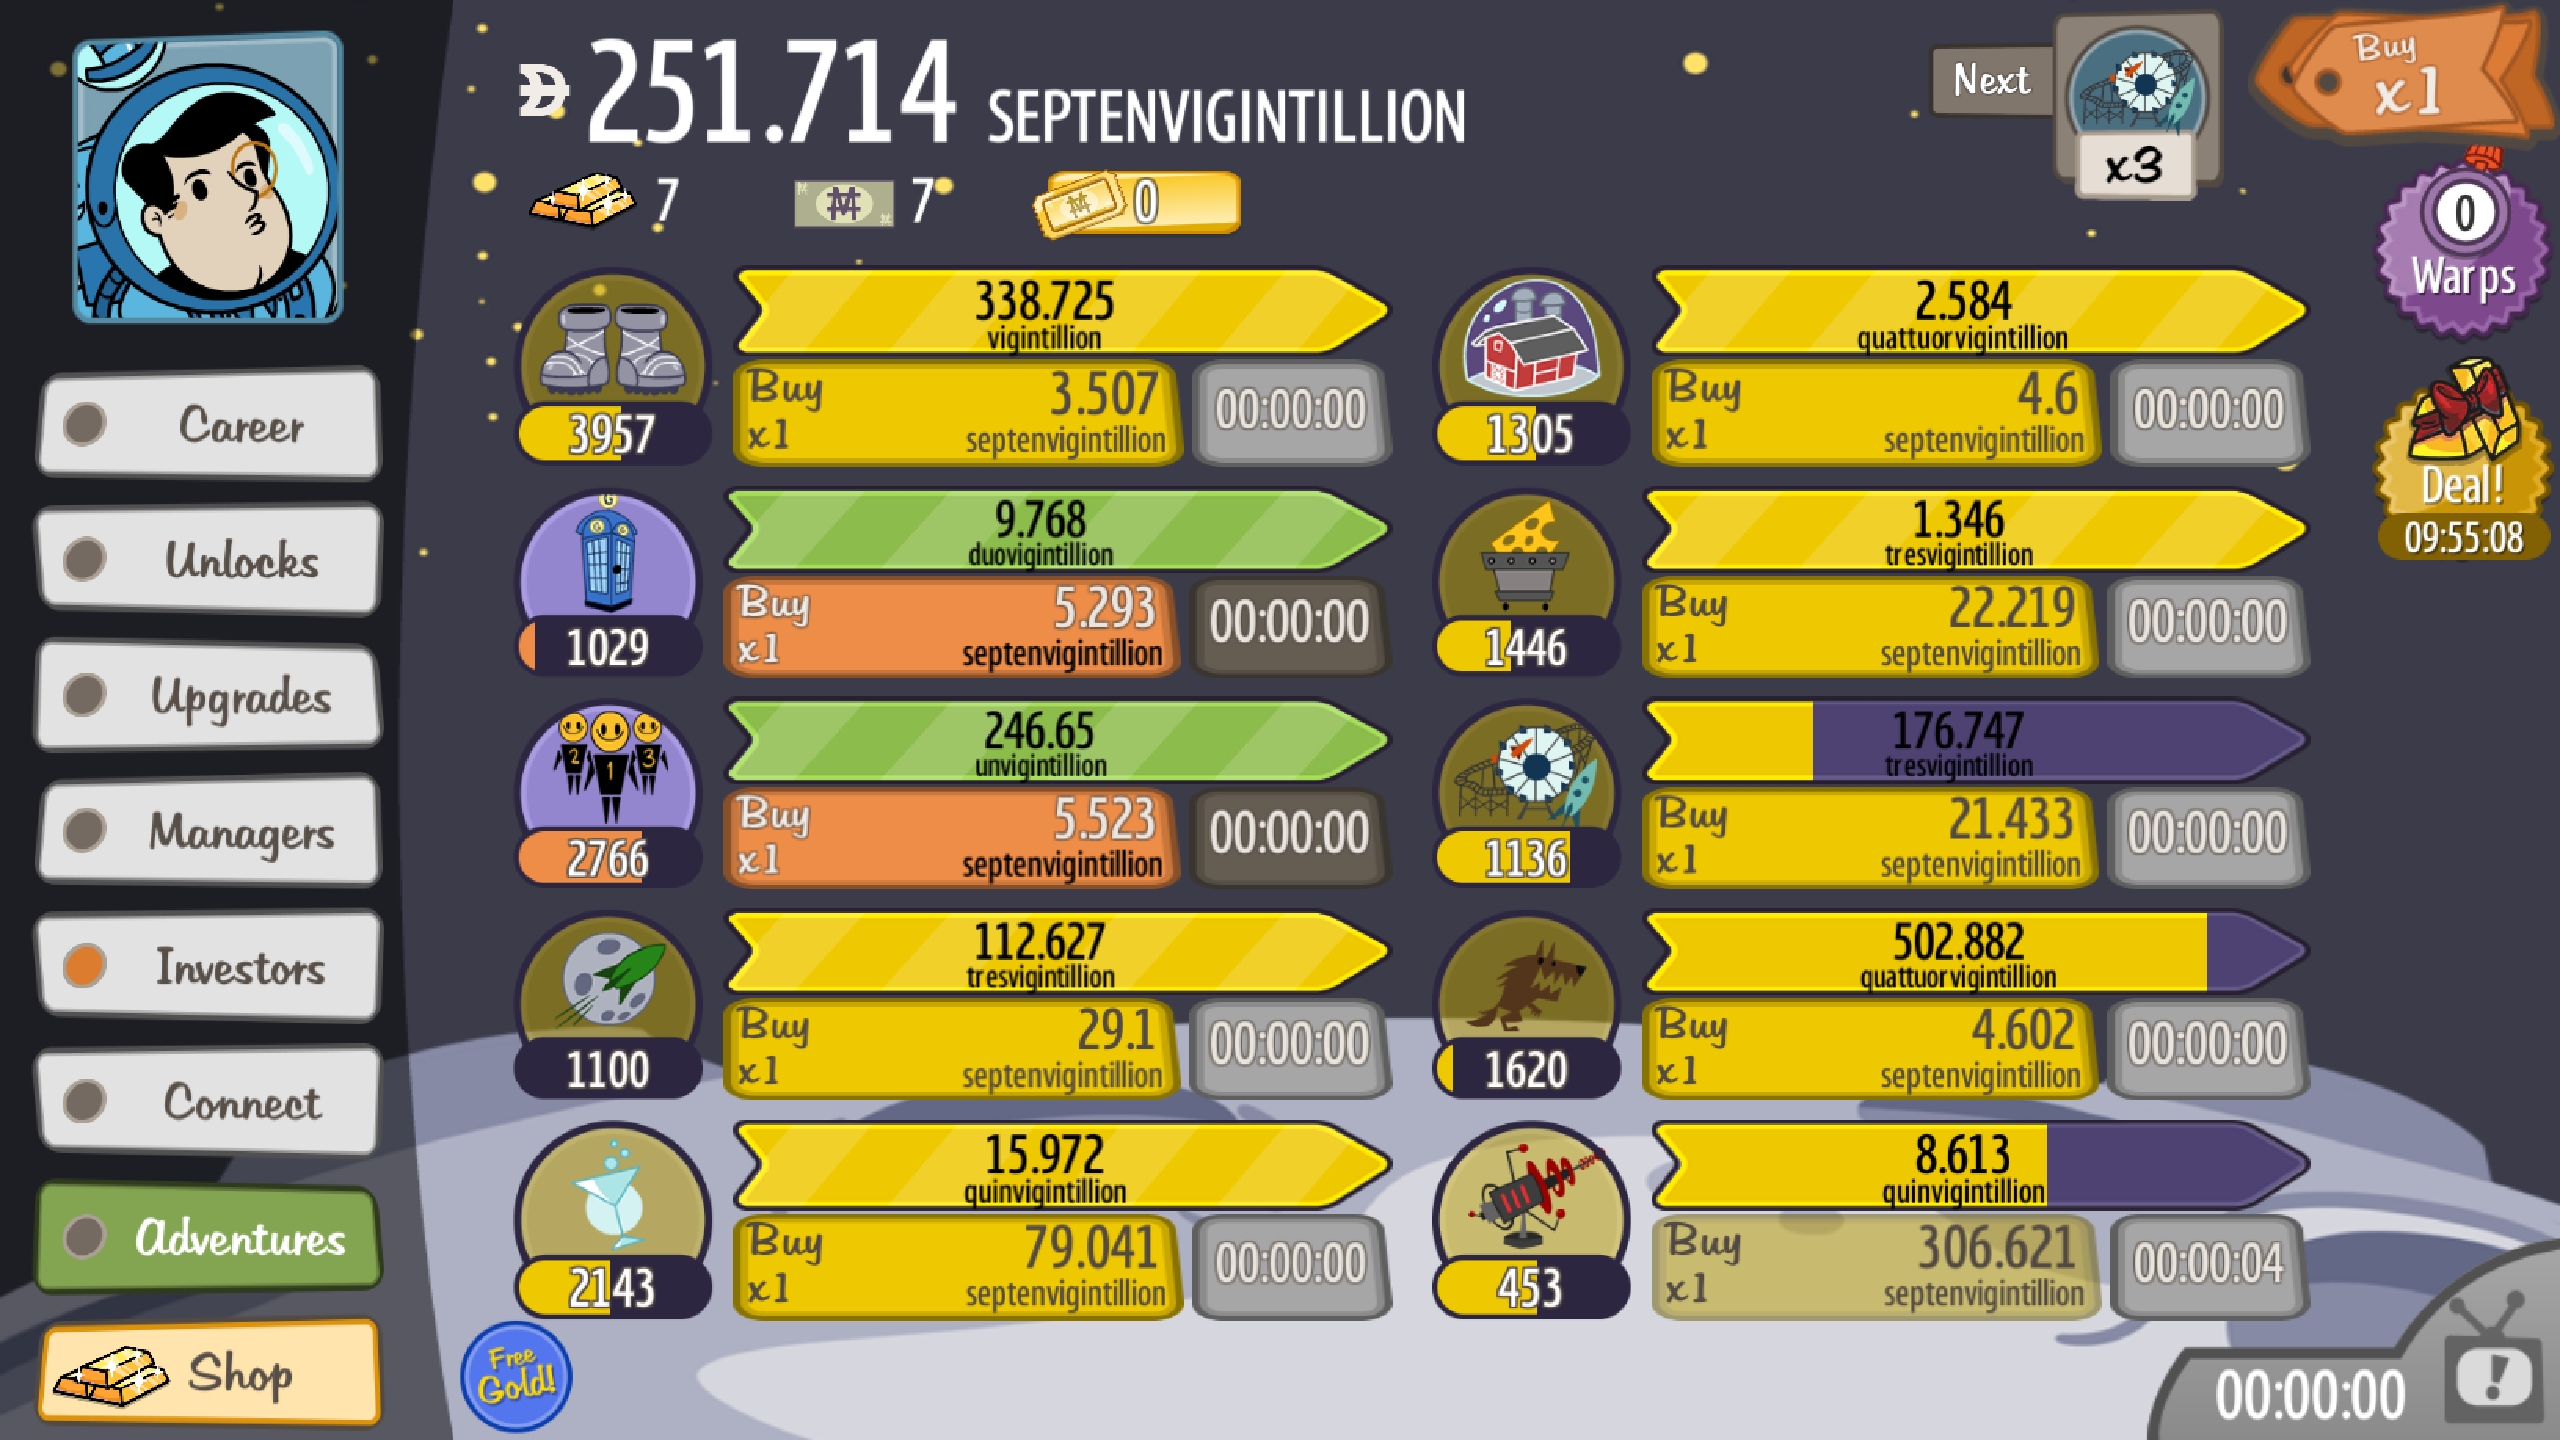 251.714 SEPTENVIGINTILLION
7
7
0
Next
x3
Buy
x1
0
Warps
Deal!
09:55:08
Career
Unlocks
Upgrades
Managers
Investors
Connect
Adventures
Shop
338.725
vigintillion
3957
Buy
x1
3.507
septenvigintillion
00:00:00
G
G G
9.768
duovigintillion
1029
Buy
x1
5.293
septenvigintillion
00:00:00
2 1 3
246.65
unvigintillion
2766
Buy
x1
5.523
septenvigintillion
00:00:00
112.627
tresvigintillion
1100
Buy
x1
29.1
septenvigintillion
00:00:00
15.972
quinvigintillion
2143
Buy
x1
79.041
septenvigintillion
00:00:00
2.584
quattuorvigintillion
1305
Buy
x1
4.6
septenvigintillion
00:00:00
1.346
tresvigintillion
1446
Buy
x1
22.219
septenvigintillion
00:00:00
176.747
tresvigintillion
1136
Buy
x1
21.433
septenvigintillion
00:00:00
502.882
quattuorvigintillion
1620
Buy
x1
4.602
septenvigintillion
00:00:00
8.613
quinvigintillion
453
Buy
x1
306.621
septenvigintillion
00:00:04
Free
Gold!
00:00:00
!